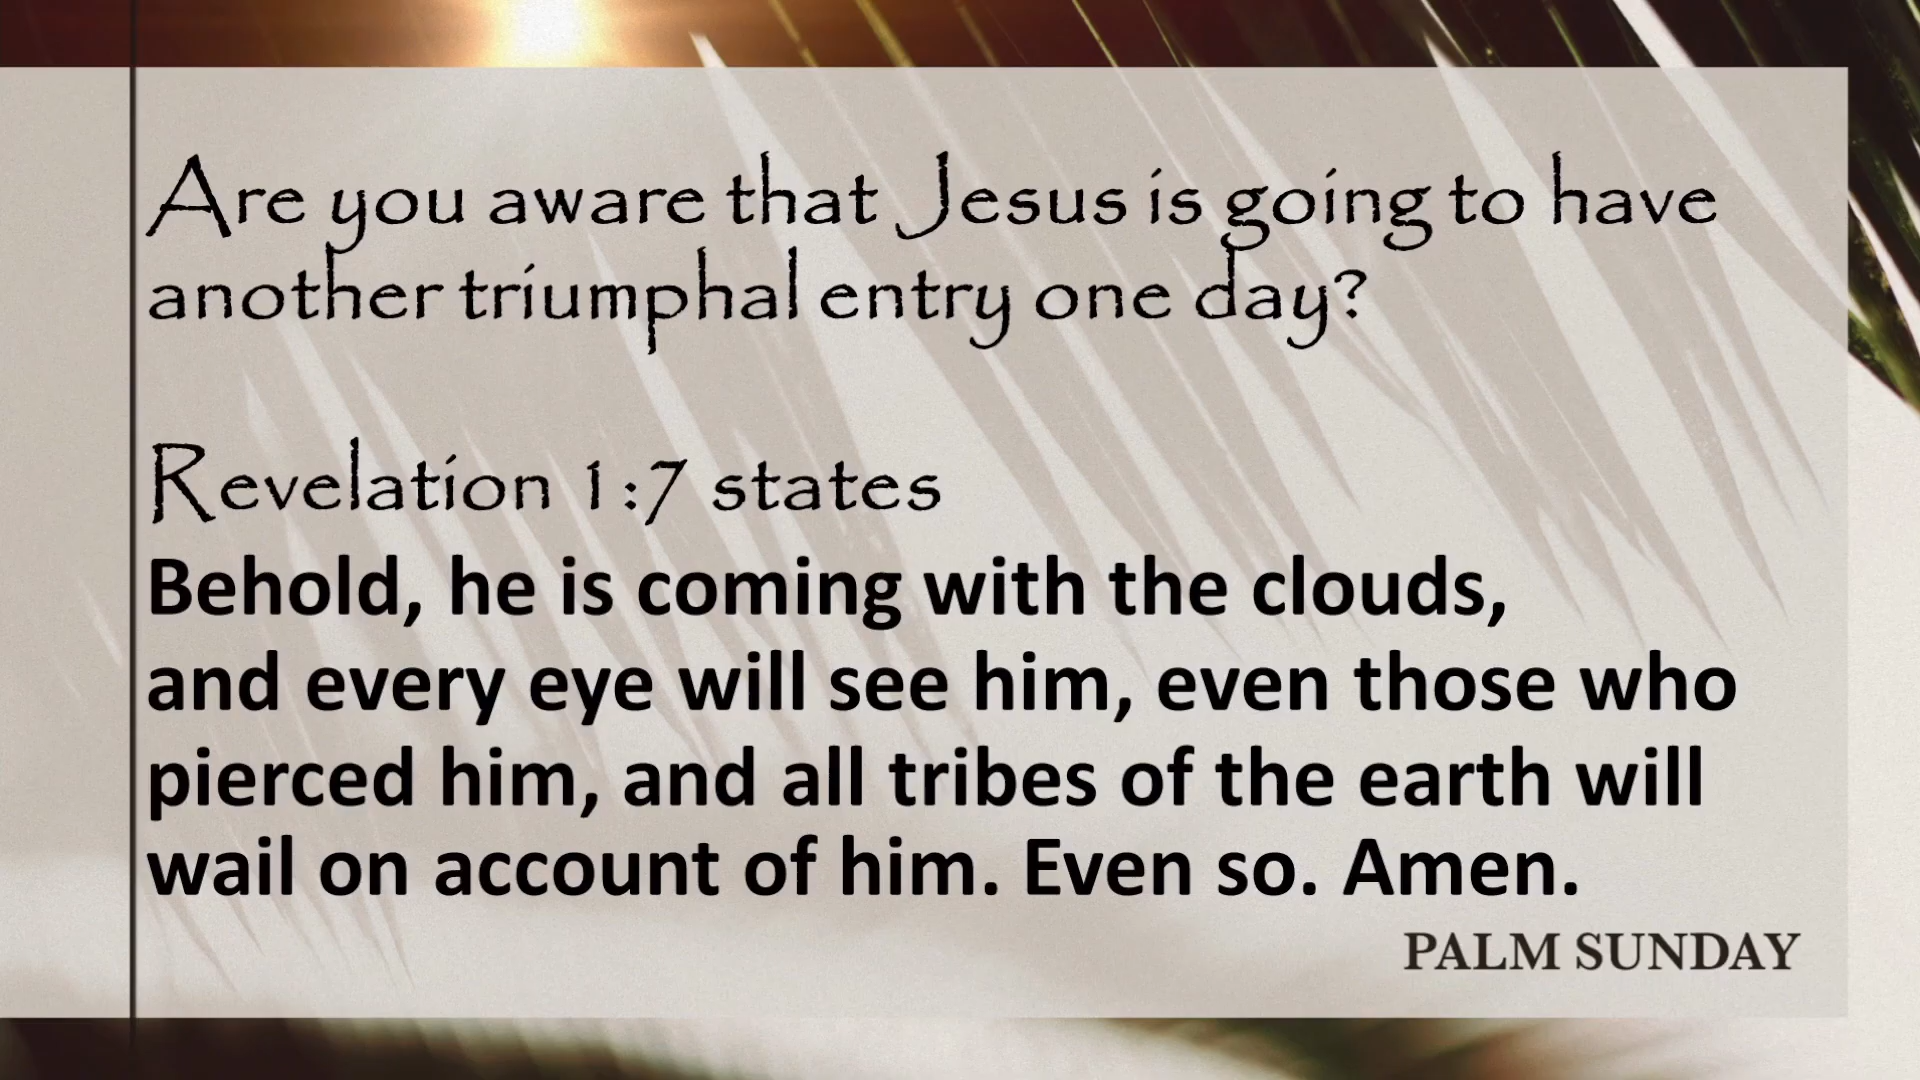 Are you aware that Jesus is going to have
another triumphal entry one day?
Revelation 1:7 states
Behold, he is coming with the clouds,
and every eye will see him, even those who
pierced him, and all tribes of the earth will
wail on account of him. Even so. Amen.
PALM SUNDAY